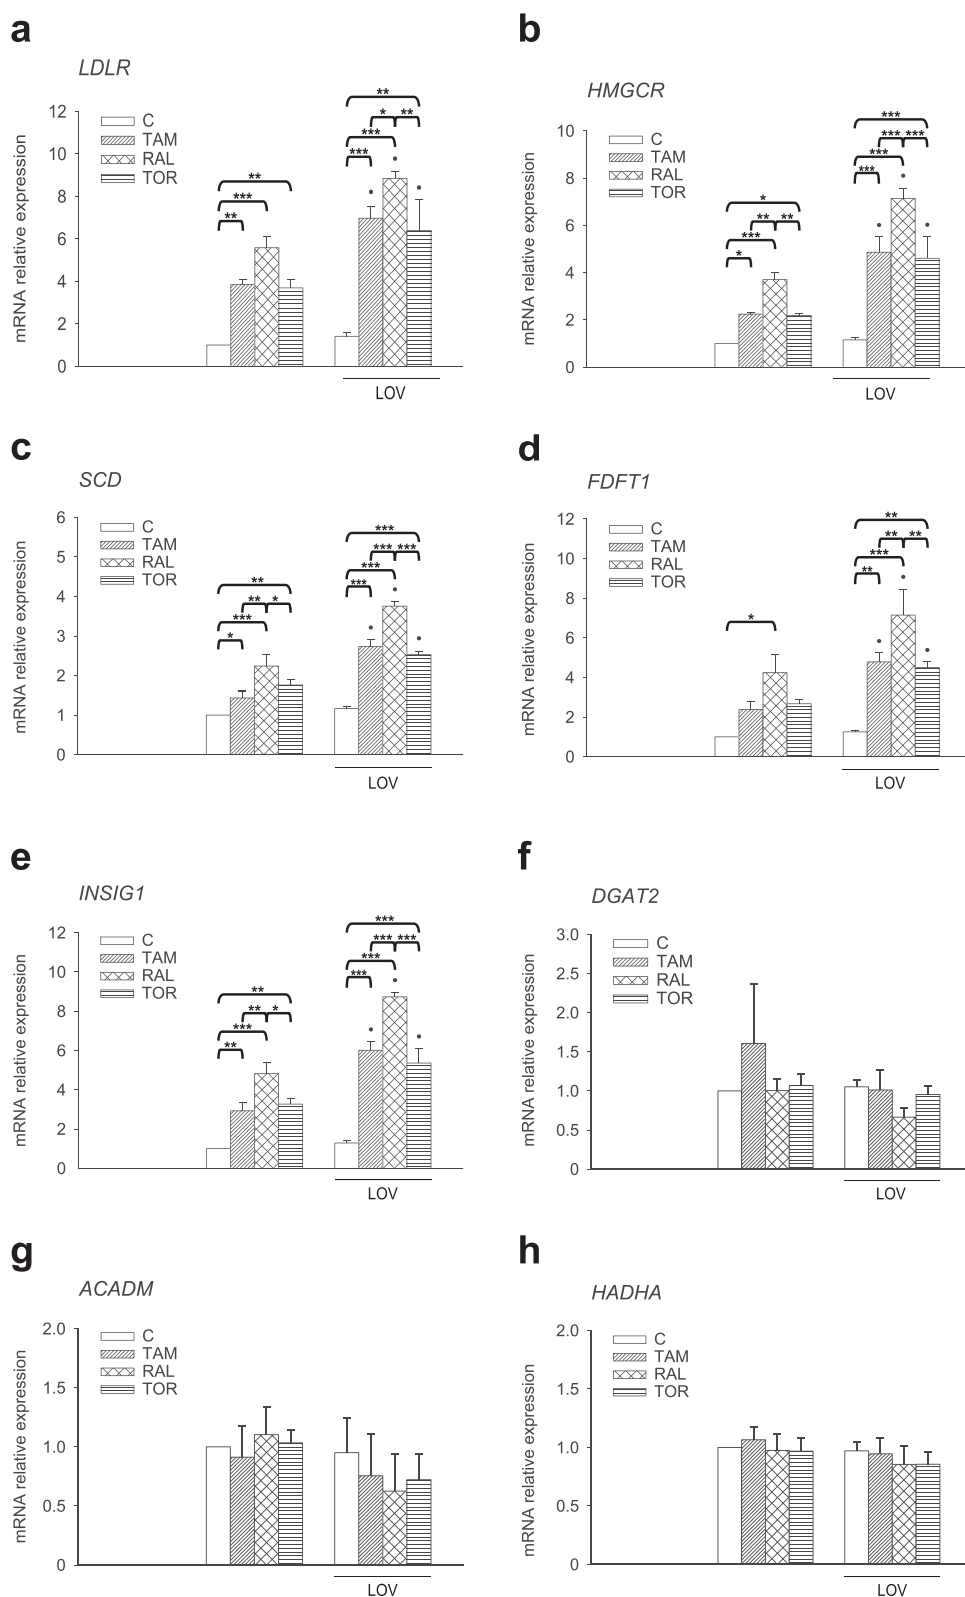 a
LDLR
mRNA relative expression
12
10
8
6
4
2
0
C
TAM
RAL
TOR
**
***
**
***
***
*
**
**
•
•
•
LOV
b
HMGCR
mRNA relative expression
10
8
6
4
2
0
C
TAM
RAL
TOR
*
***
**
**
*
***
***
***
***
***
•
•
•
LOV
c
SCD
mRNA relative expression
6
5
4
3
2
1
0
C
TAM
RAL
TOR
*
***
**
*
**
***
***
***
***
***
•
•
•
LOV
d
FDFT1
mRNA relative expression
12
10
8
6
4
2
0
C
TAM
RAL
TOR
*
**
***
**
**
**
•
•
•
LOV
e
INSIG1
mRNA relative expression
12
10
8
6
4
2
0
C
TAM
RAL
TOR
**
***
**
*
**
***
***
***
***
***
•
•
•
LOV
f
DGAT2
mRNA relative expression
3.0
2.5
2.0
1.5
1.0
0.5
0
C
TAM
RAL
TOR
LOV
g
ACADM
mRNA relative expression
2.0
1.5
1.0
0.5
0
C
TAM
RAL
TOR
LOV
h
HADHA
mRNA relative expression
2.0
1.5
1.0
0.5
0
C
TAM
RAL
TOR
LOV